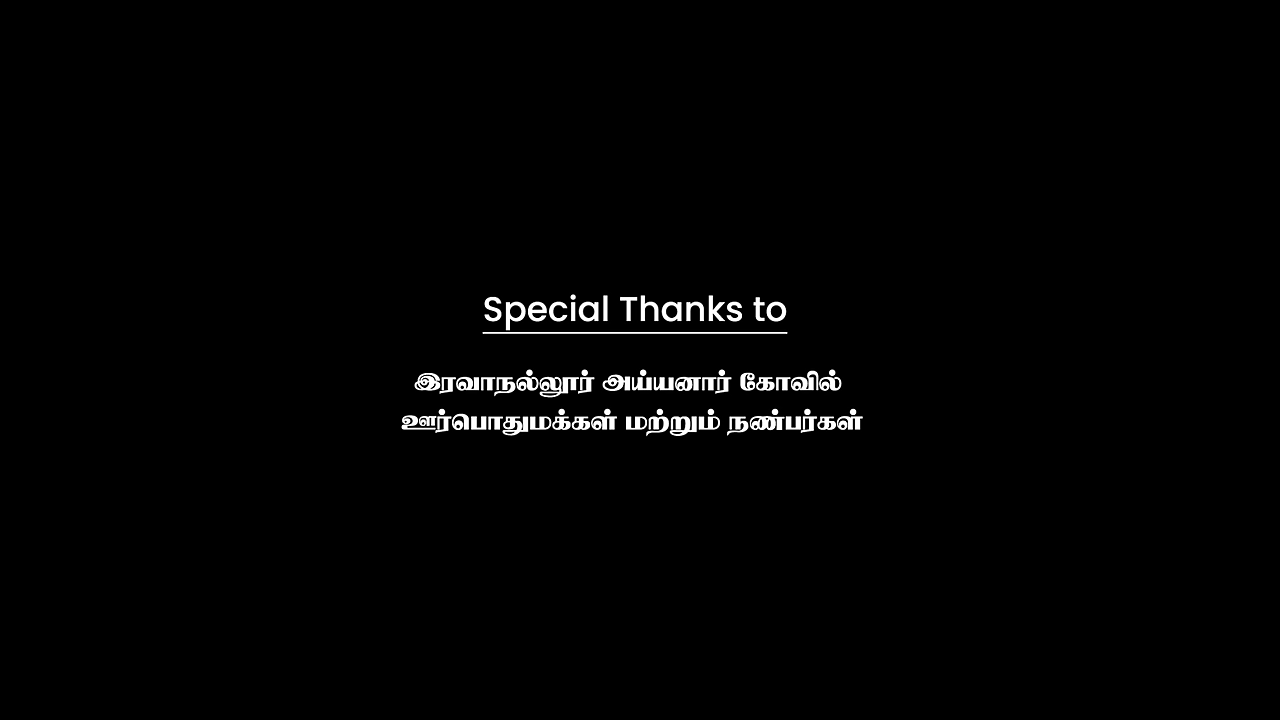 Special Thanks to
இரவாநல்லூர் அய்யனார் கோவில்
ஊர்பொதுமக்கள் மற்றும் நண்பர்கள்